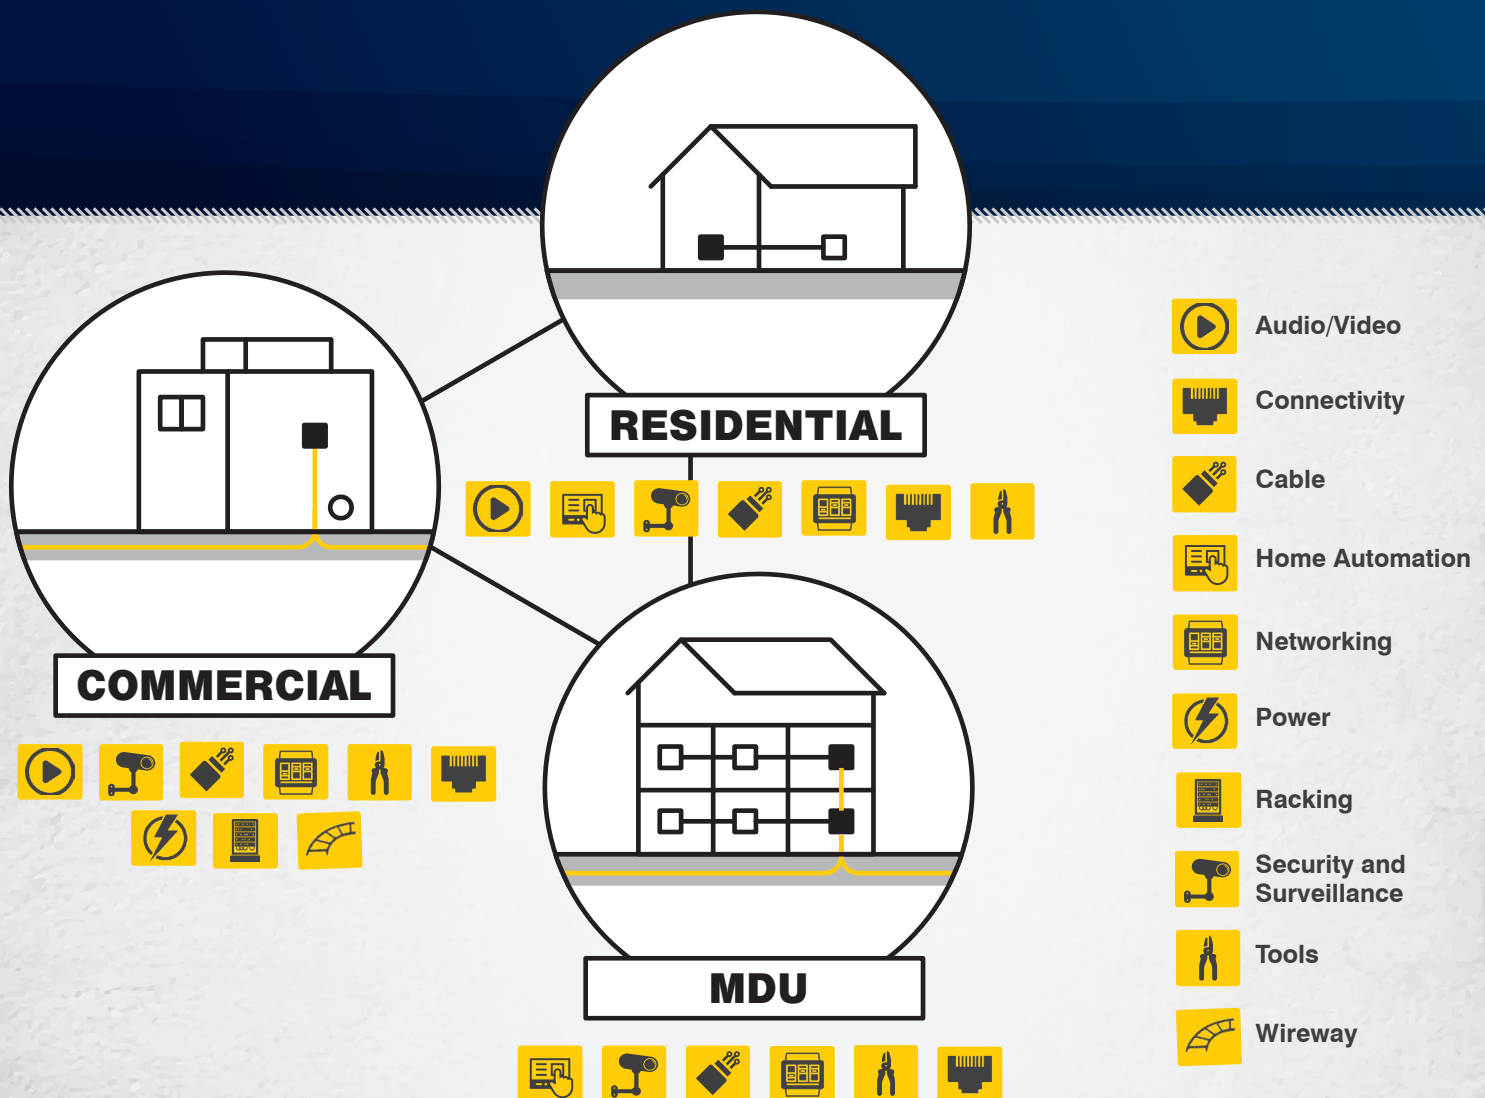 RESIDENTIAL
COMMERCIAL
MDU
Audio/Video
Connectivity
Cable
Home Automation
Networking
Power
Racking
Security and
Surveillance
Tools
Wireway